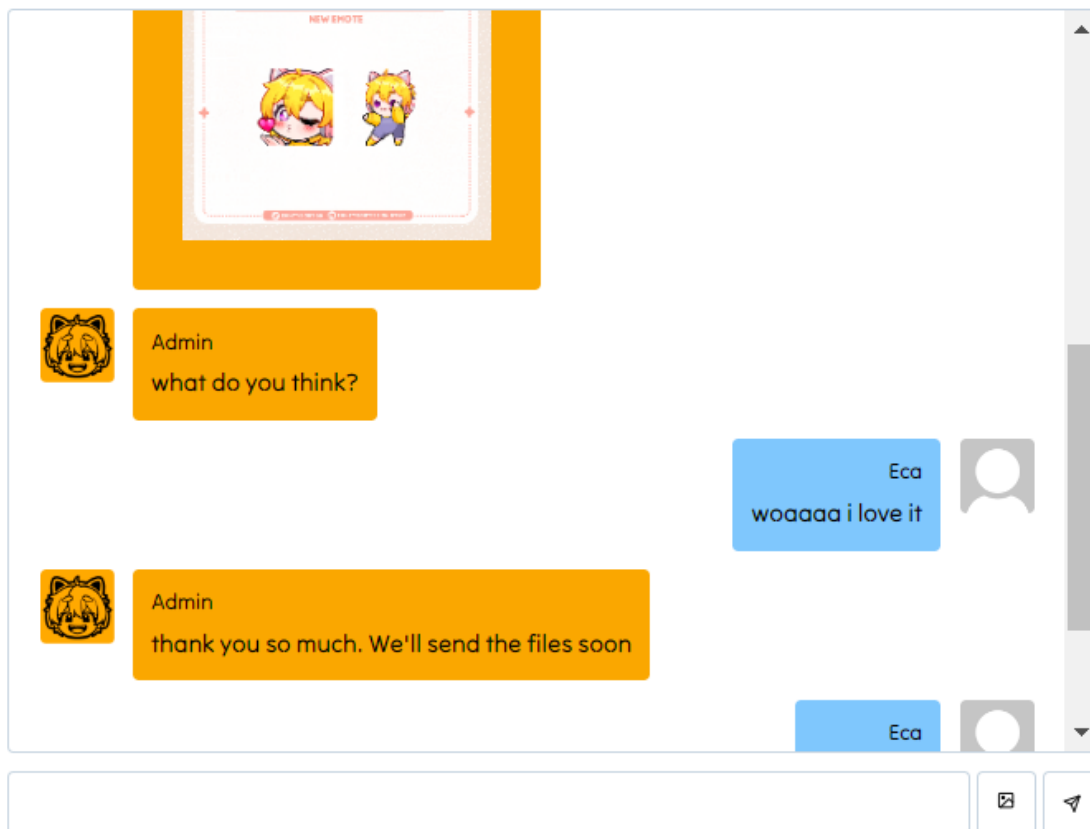 NEW EMOTE
Admin
what do you think?
Eca
woaaaa i love it
Admin
thank you so much. We'll send the files soon
Eca